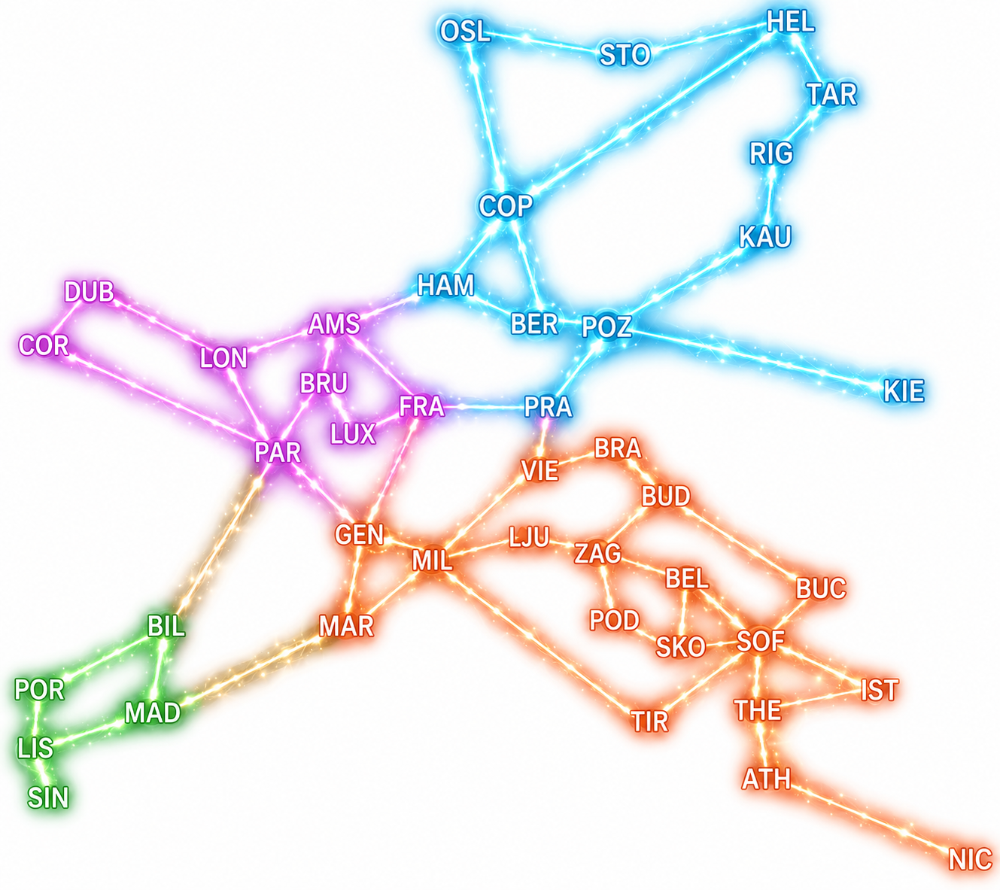 HEL
OSL
STO
TAR
RIG
COP
KAU
HAM
DUB
AMS
BER
POZ
COR
LON
BRU
KIE
FRA
PRA
LUX
PAR
BRA
VIE
BUD
GEN
LJU
ZAG
MIL
BEL
BUC
POD
BIL
MAR
SOF
SKO
POR
IST
MAD
THE
TIR
LIS
ATH
SIN
NIC